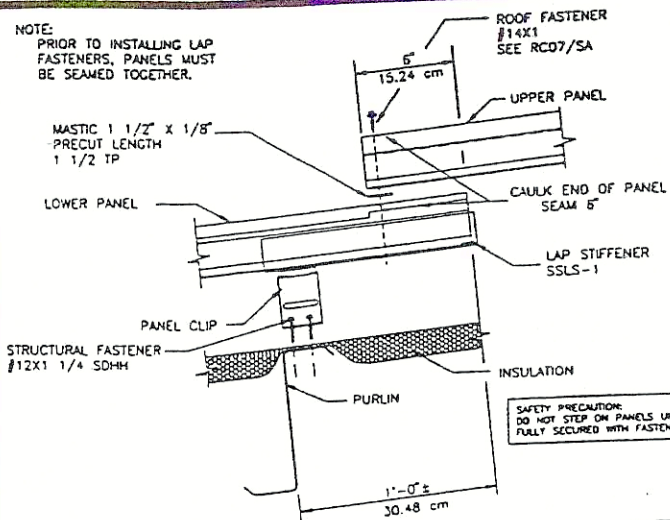 NOTE:
PRIOR TO INSTALLING LAP
FASTENERS, PANELS MUST
BE SEAMED TOGETHER.
ROOF FASTENER
#14X1
SEE RC07/SA
6"
15.24 cm
UPPER PANEL
MASTIC 1 1/2" X 1/8"
PRECUT LENGTH
1 1/2 TP
LOWER PANEL
CAULK END OF PANEL
SEAM 6"
LAP STIFFENER
SSLS-1
PANEL CLIP
STRUCTURAL FASTENER
#12X1 1/4 SDHH
INSULATION
PURLIN
SAFETY PRECAUTION:
DO NOT STEP ON PANELS
FULLY SECURED WITH
1'-0" ±
30.48 cm